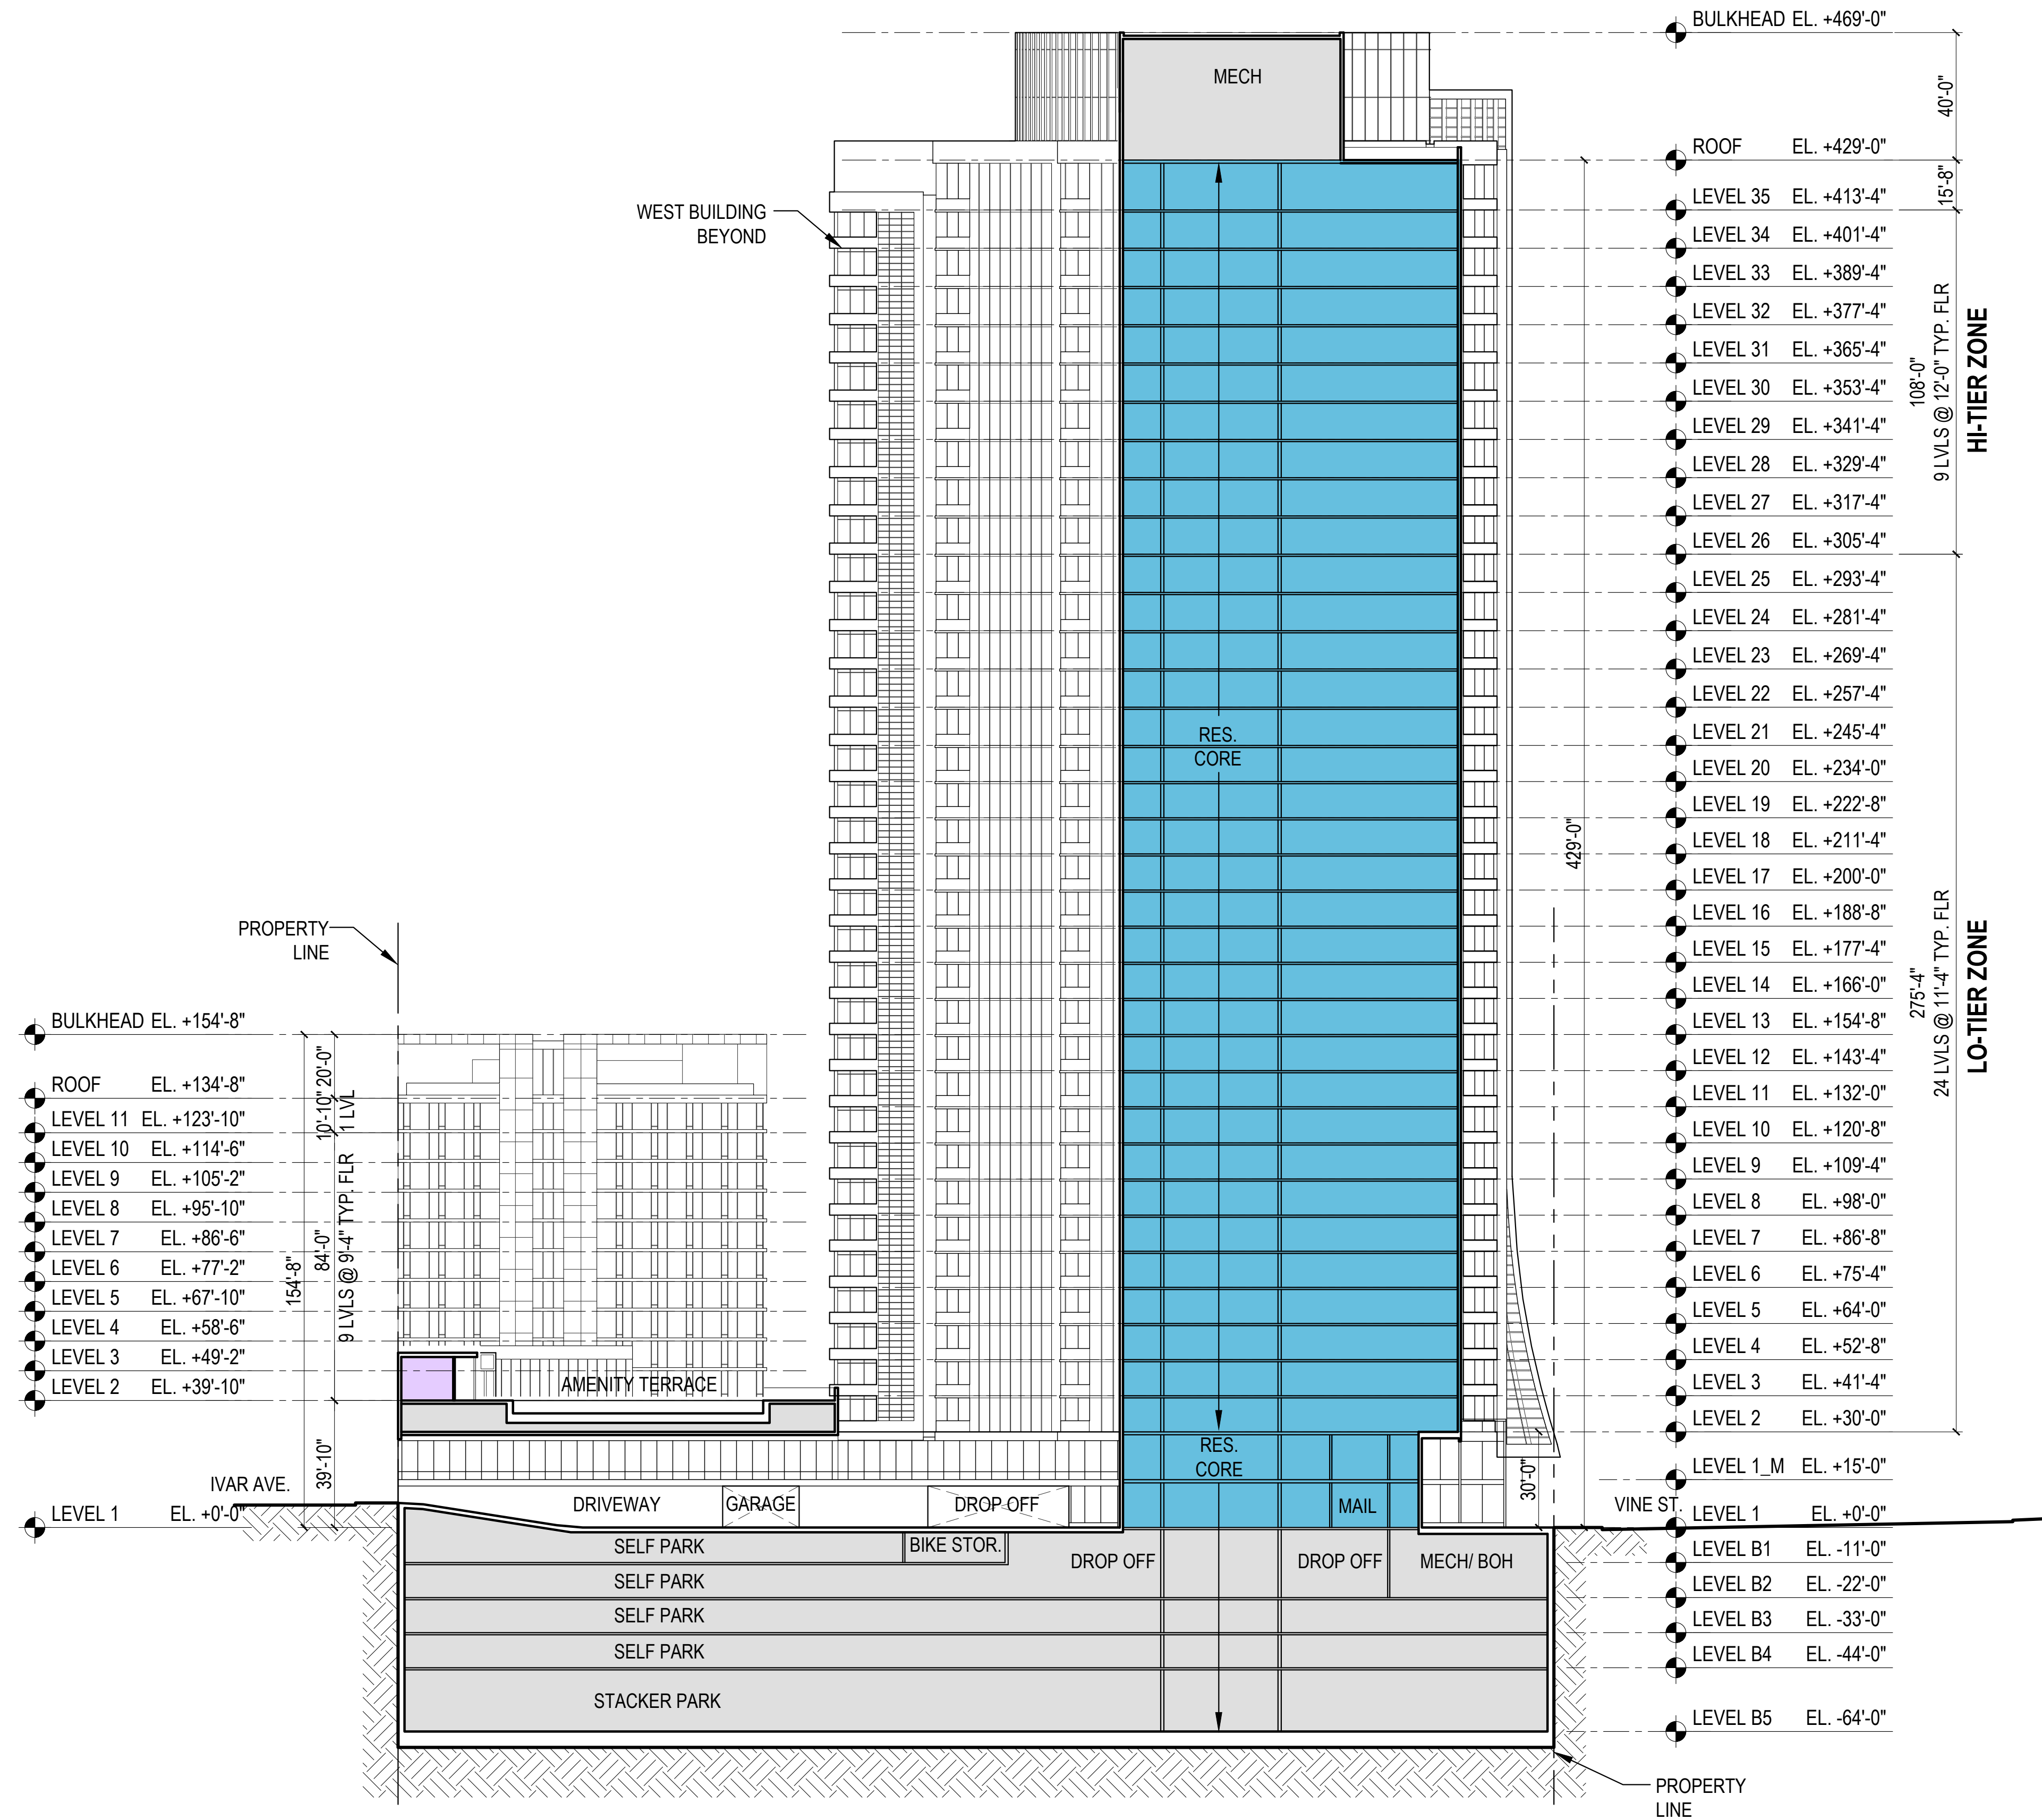 BULKHEAD EL. +469'-0"
MECH
40'-0"
ROOF EL. +429'-0"
15'-8"
LEVEL 35 EL. +413'-4"
WEST BUILDING
BEYOND
LEVEL 34 EL. +401'-4"
LEVEL 33 EL. +389'-4"
LEVEL 32 EL. +377'-4"
LEVEL 31 EL. +365'-4"
LEVEL 30 EL. +353'-4"
LEVEL 29 EL. +341'-4"
LEVEL 28 EL. +329'-4"
LEVEL 27 EL. +317'-4"
LEVEL 26 EL. +305'-4"
108'-0"
9 LVLS @ 12'-0" TYP. FLR
HI-TIER ZONE
LEVEL 25 EL. +293'-4"
LEVEL 24 EL. +281'-4"
LEVEL 23 EL. +269'-4"
LEVEL 22 EL. +257'-4"
LEVEL 21 EL. +245'-4"
RES.
CORE
LEVEL 20 EL. +234'-0"
LEVEL 19 EL. +222'-8"
LEVEL 18 EL. +211'-4"
429'-0"
LEVEL 17 EL. +200'-0"
LEVEL 16 EL. +188'-8"
LEVEL 15 EL. +177'-4"
LEVEL 14 EL. +166'-0"
LEVEL 13 EL. +154'-8"
LEVEL 12 EL. +143'-4"
LEVEL 11 EL. +132'-0"
LEVEL 10 EL. +120'-8"
LEVEL 9 EL. +109'-4"
LEVEL 8 EL. +98'-0"
LEVEL 7 EL. +86'-8"
LEVEL 6 EL. +75'-4"
LEVEL 5 EL. +64'-0"
LEVEL 4 EL. +52'-8"
LEVEL 3 EL. +41'-4"
LEVEL 2 EL. +30'-0"
275'-4"
24 LVLS @ 11'-4" TYP. FLR
LO-TIER ZONE
LEVEL 1_M EL. +15'-0"
30'-0"
VINE ST.
LEVEL 1 EL. +0'-0"
LEVEL B1 EL. -11'-0"
LEVEL B2 EL. -22'-0"
LEVEL B3 EL. -33'-0"
LEVEL B4 EL. -44'-0"
LEVEL B5 EL. -64'-0"
PROPERTY
LINE
PROPERTY
LINE
BULKHEAD EL. +154'-8"
ROOF EL. +134'-8"
LEVEL 11 EL. +123'-10"
LEVEL 10 EL. +114'-6"
LEVEL 9 EL. +105'-2"
LEVEL 8 EL. +95'-10"
LEVEL 7 EL. +86'-6"
LEVEL 6 EL. +77'-2"
LEVEL 5 EL. +67'-10"
LEVEL 4 EL. +58'-6"
LEVEL 3 EL. +49'-2"
LEVEL 2 EL. +39'-10"
154'-8"
20'-0"
10'-10"
1 LVL
84'-0"
9 LVLS @ 9'-4" TYP. FLR
39'-10"
IVAR AVE.
LEVEL 1 EL. +0'-0"
AMENITY TERRACE
RES.
CORE
DRIVEWAY
GARAGE
DROP OFF
MAIL
SELF PARK
BIKE STOR.
DROP OFF
DROP OFF
MECH/ BOH
SELF PARK
SELF PARK
SELF PARK
STACKER PARK